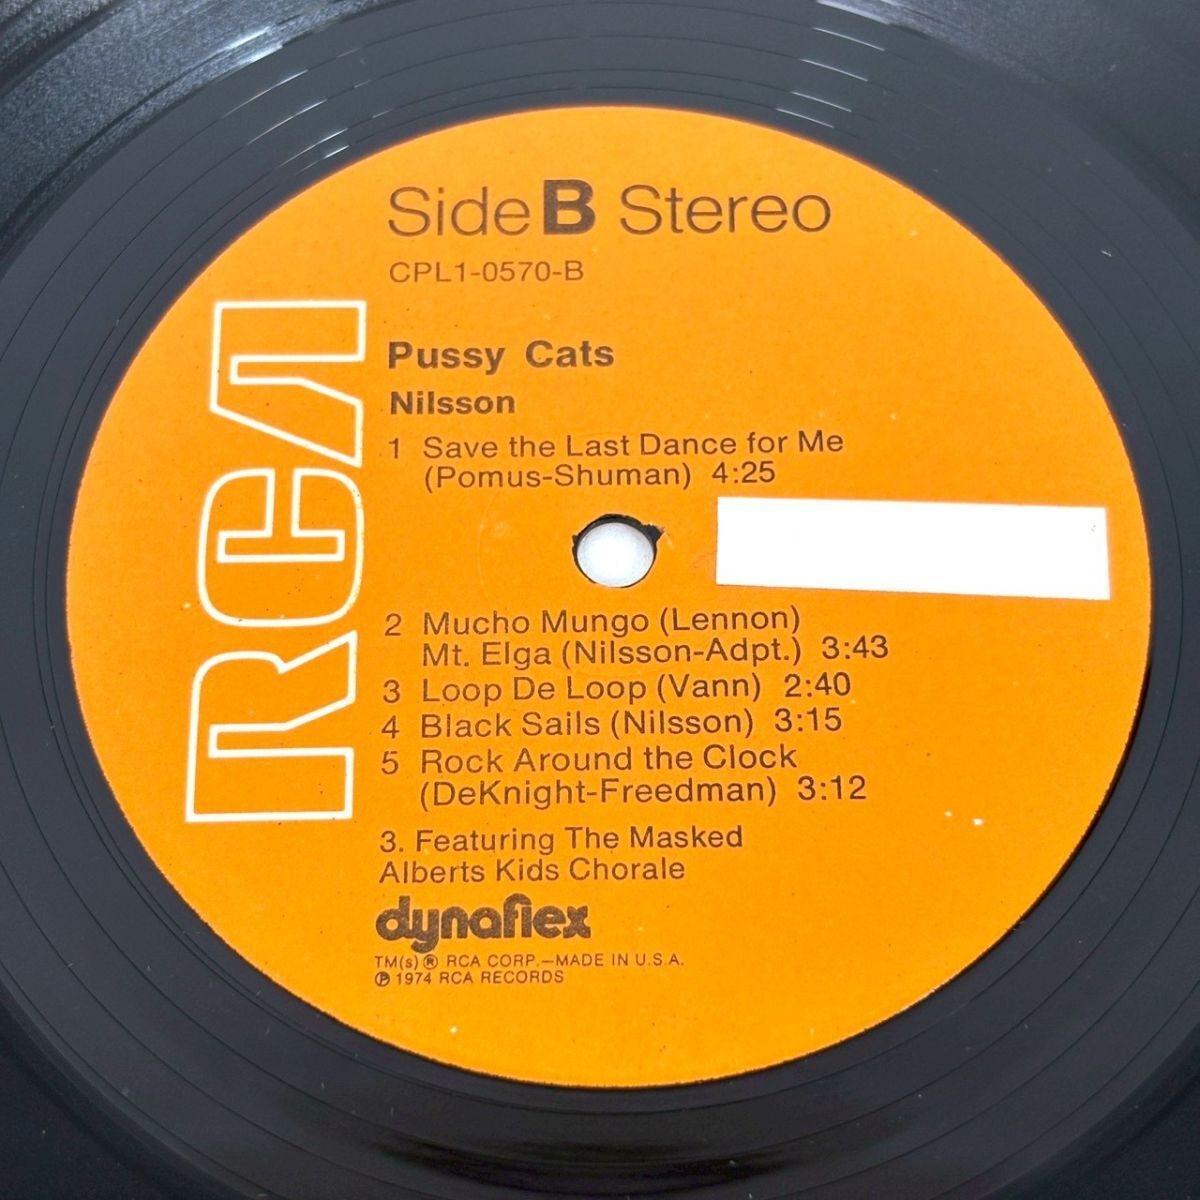 Side B Stereo
CPL1-0570-B
RCA
Pussy Cats
Nilsson
1 Save the Last Dance for Me
(Pomus-Shuman) 4:25
2 Mucho Mungo (Lennon)
Mt. Elga (Nilsson-Adpt.) 3:43
3 Loop De Loop (Vann) 2:40
4 Black Sails (Nilsson) 3:15
5 Rock Around the Clock
(DeKnight-Freedman) 3:12
3. Featuring The Masked
Alberts Kids Chorale
dynaflex
TM(s) ® RCA CORP.—MADE IN U.S.A.
℗ 1974 RCA RECORDS